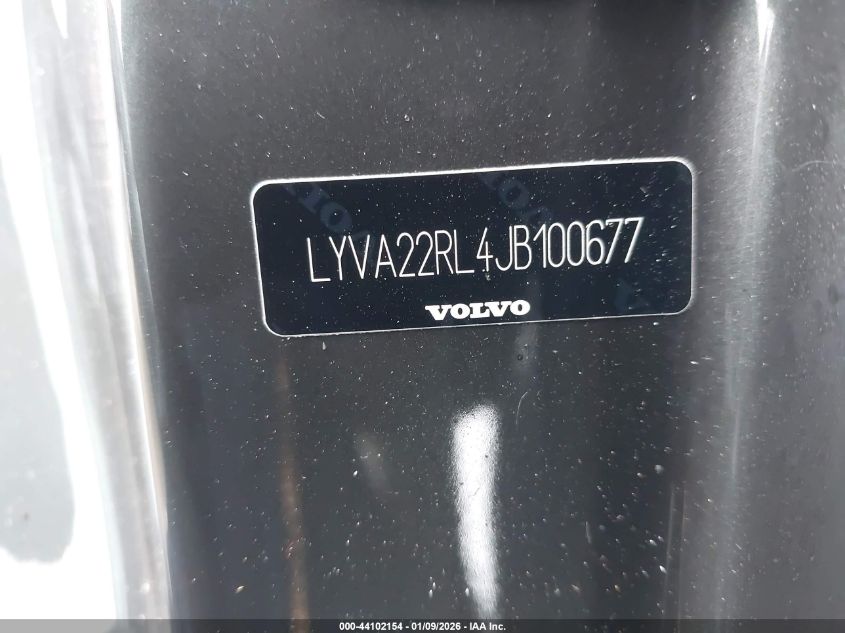 LYVA22RL4JB100677
VOLVO
000-44102154 - 01/09/2026 - IAA Inc.